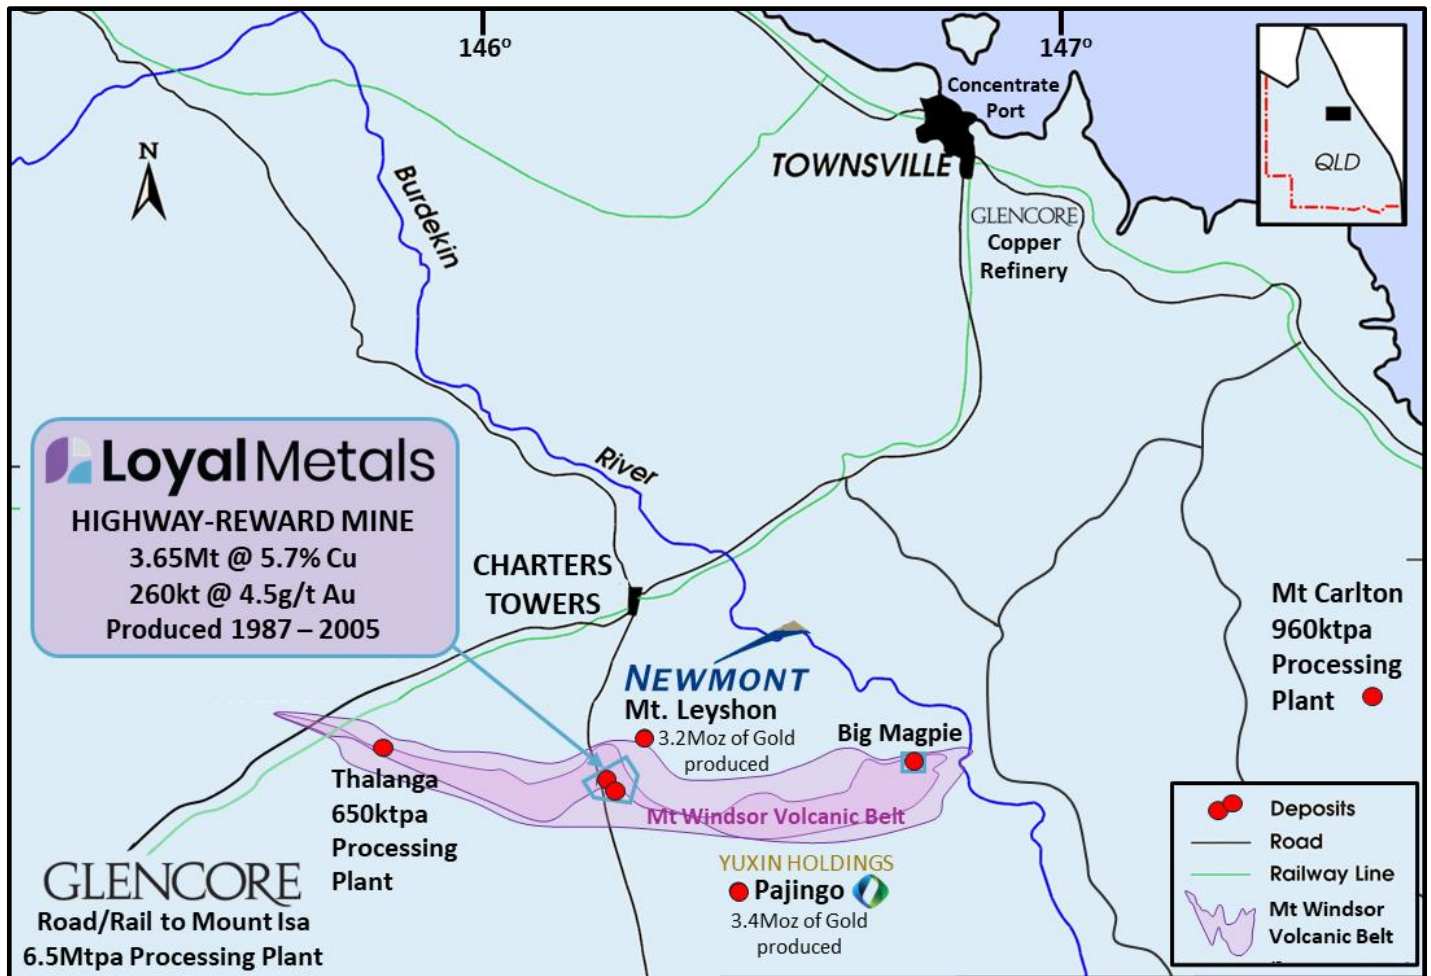 146°
147°
Concentrate
Port
N
TOWNSVILLE
QLD
Burdekin
GLENCORE
Copper
Refinery
Loyal Metals
HIGHWAY-REWARD MINE
3.65Mt @ 5.7% Cu
260kt @ 4.5g/t Au
Produced 1987 – 2005
River
CHARTERS
TOWERS
NEWMONT
Mt. Leyshon
3.2Moz of Gold
produced
Big Magpie
Mt Carlton
960ktpa
Processing
Plant
Thalanga
650ktpa
Processing
Plant
Mt Windsor Volcanic Belt
YUXIN HOLDINGS
Pajingo
3.4Moz of Gold
produced
GLENCORE
Road/Rail to Mount Isa
6.5Mtpa Processing Plant
Deposits
Road
Railway Line
Mt Windsor
Volcanic Belt